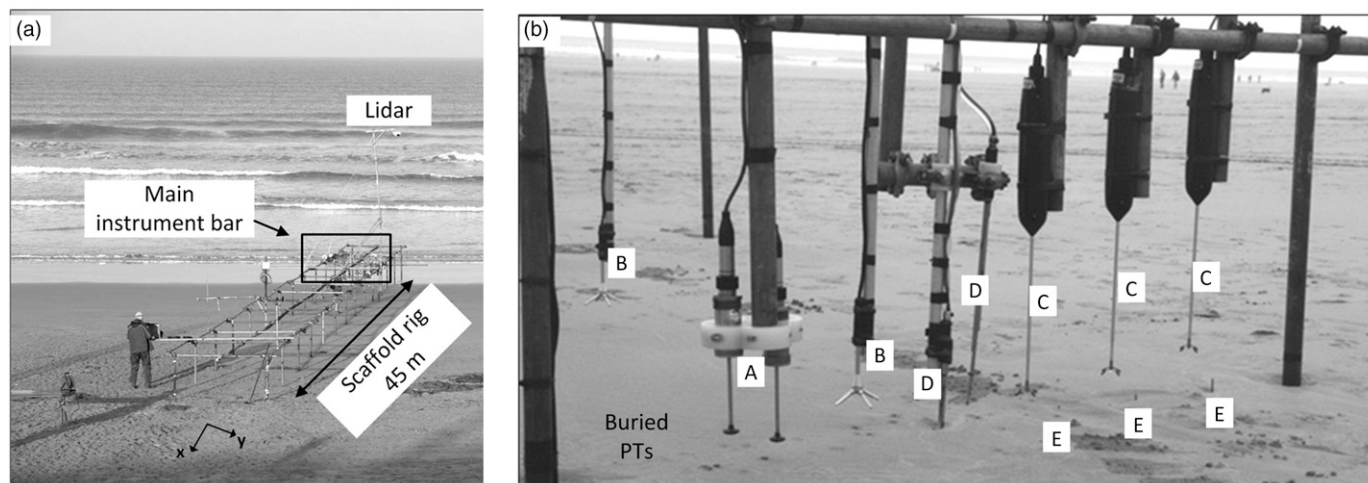 (a)
Lidar
Main
instrument bar
Scaffold rig
45 m
x
y
(b)
B
D
C
C
C
A
B
D
E
E
E
Buried
PTs